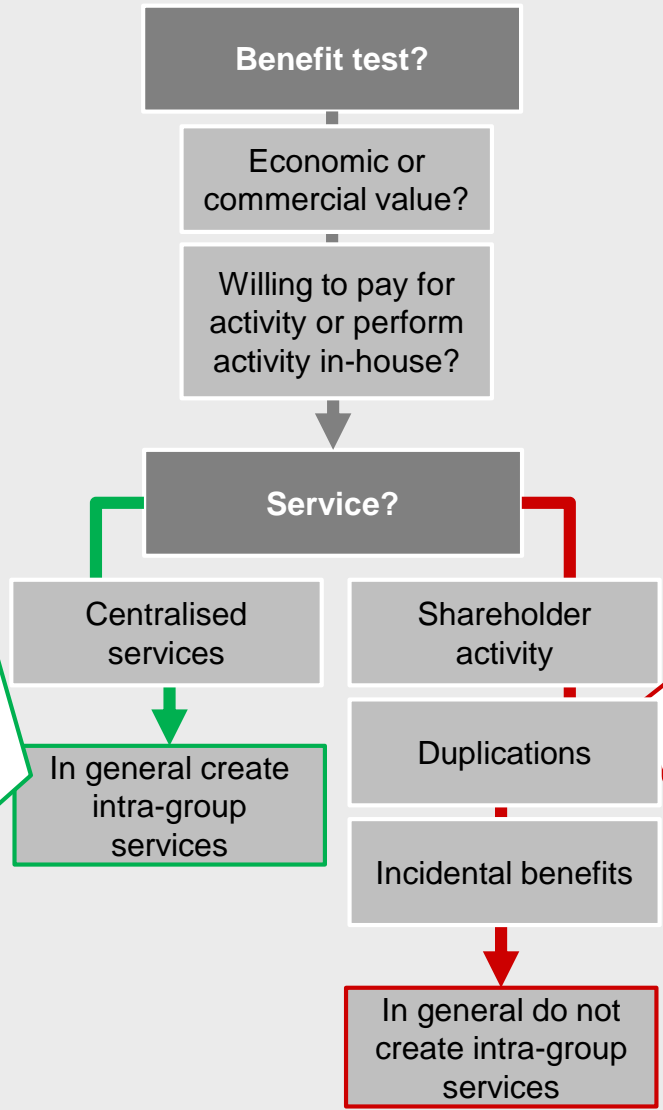 Benefit test?
Economic or
commercial value?
Willing to pay for
activity or perform
activity in-house?
Service?
Centralised
services
In general create
intra-group
services
Shareholder
activity
Duplications
Incidental benefits
In general do not
create intra-group
services